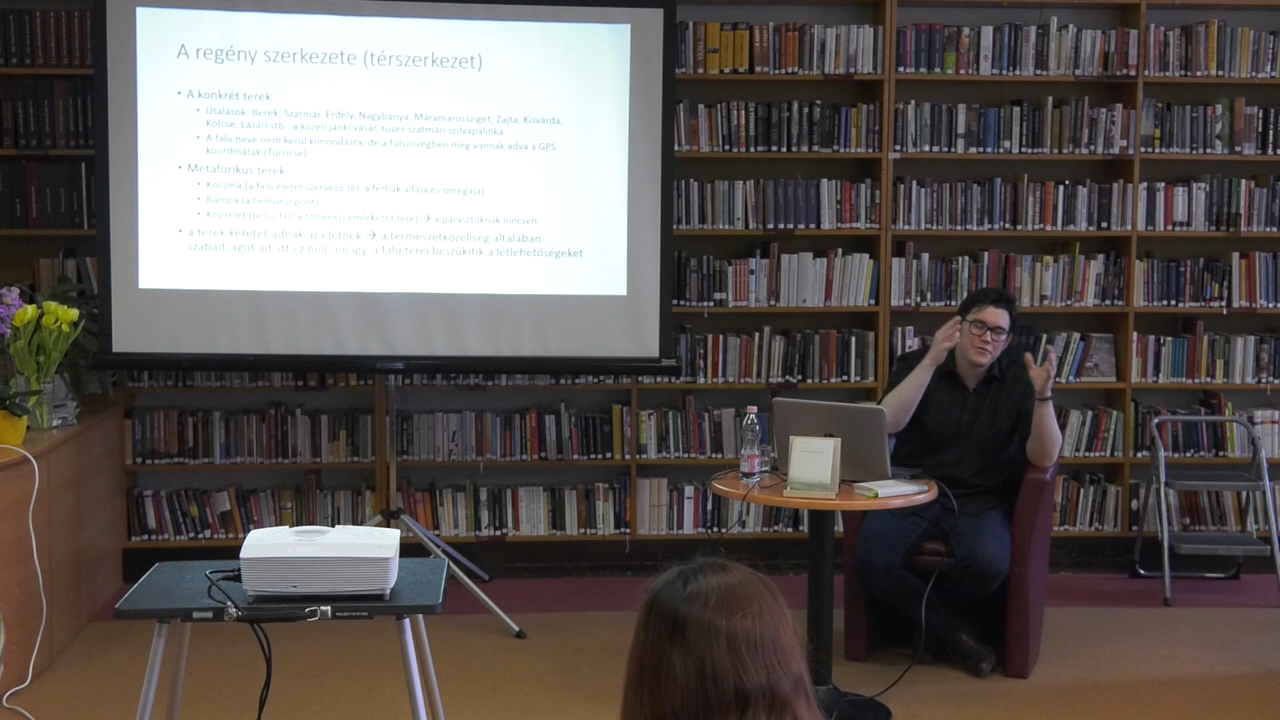 A regény szerkezete (térszerkezet)
• A konkrét terek
• Utalások: Berek, Szatmár, Erdély, Nagybánya, Máramarossziget, Zajta, Kisvárda,
Kölcse, Lázári stb., a közeli jánki vásár, tüzes szatmári szilvapálinka
• A falu neve nem kerül kimondásra, de a fülszövegben meg vannak adva a GPS
koordináták (Turricse)
• Metaforikus terek
• Kocsma (a falu életét szervező tér, a férfiak alfája és omegája)
• Rámpa (a belépési pont)
• Képzelet (belső tér, a történeti emlékezet tere) → a parasztoknak nincsen
• a terek keretet adnak az életnek → a természetközeliség általában
szabadságot ad, itt ez nincsen így, a falu terei beszűkítik a létlehetőségeket